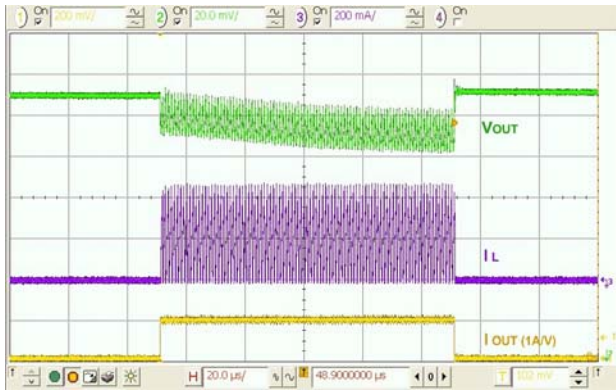 1 On 200 mV/ 2 On 20.0 mV/ 3 On 200 mA/ 4 On
VOUT
IL
IOUT (1A/V)
H 20.0 µs/ 48.9000000 µs 0 T 102 mV